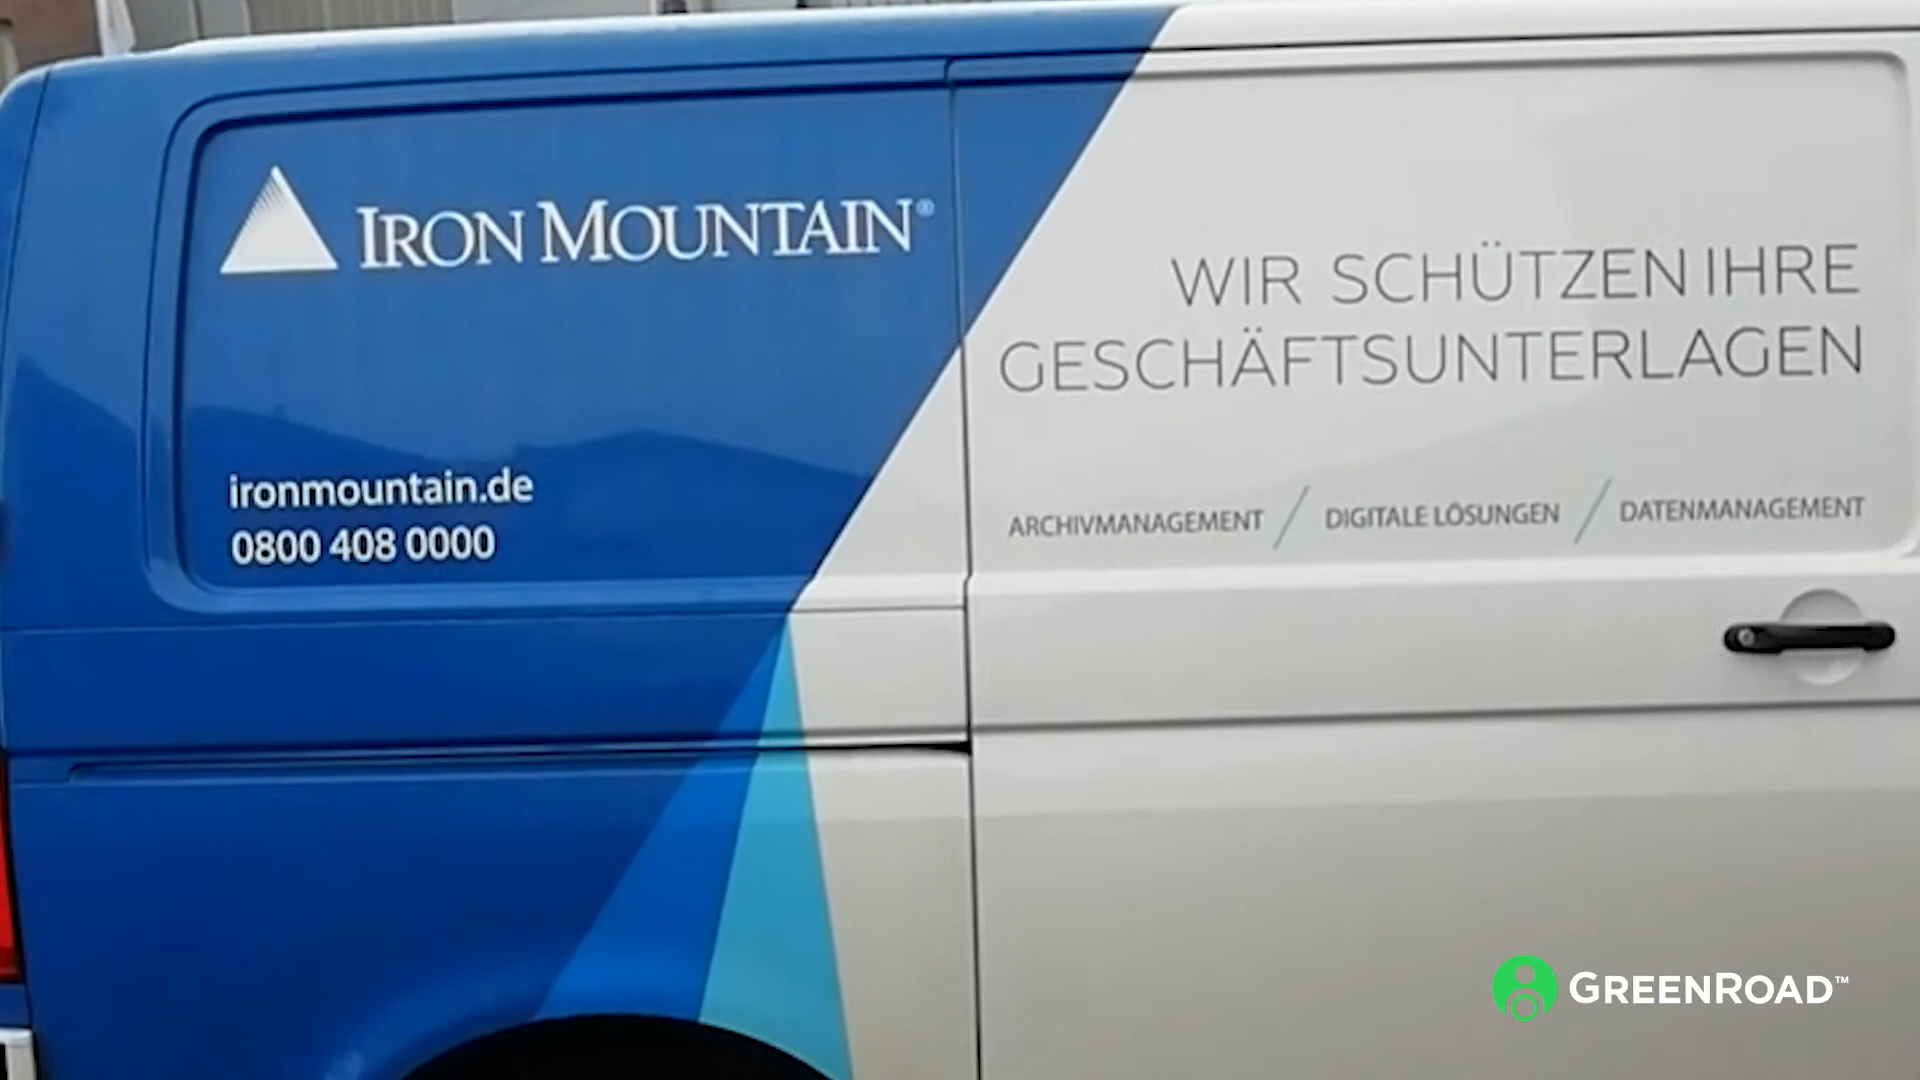 IRON MOUNTAIN®
WIR SCHÜTZEN IHRE
GESCHÄFTSUNTERLAGEN
ironmountain.de
0800 408 0000
ARCHIVMANAGEMENT / DIGITALE LÖSUNGEN / DATENMANAGEMENT
GREENROAD™